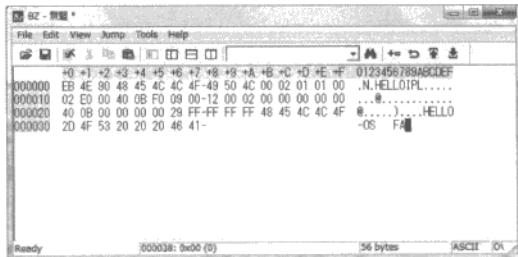 BZ - 無題 *
File Edit View Jump Tools Help
+0 +1 +2 +3 +4 +5 +6 +7 +8 +9 +A +B +C +D +E +F 0123456789ABCDEF
000000 EB 4E 90 48 45 4C 4C 4F-49 50 4C 00 02 01 01 00 .N.HELLOIPL.....
000010 02 E0 00 40 0B F0 09 00-12 00 02 00 00 00 00 00 ...@............
000020 40 0B 00 00 00 00 29 FF-FF FF FF 48 45 4C 4C 4F @.....)....HELLO
000030 2D 4F 53 20 20 20 46 41- -OS   FA
Ready 000038: 0x00 (0) 56 bytes ASCII